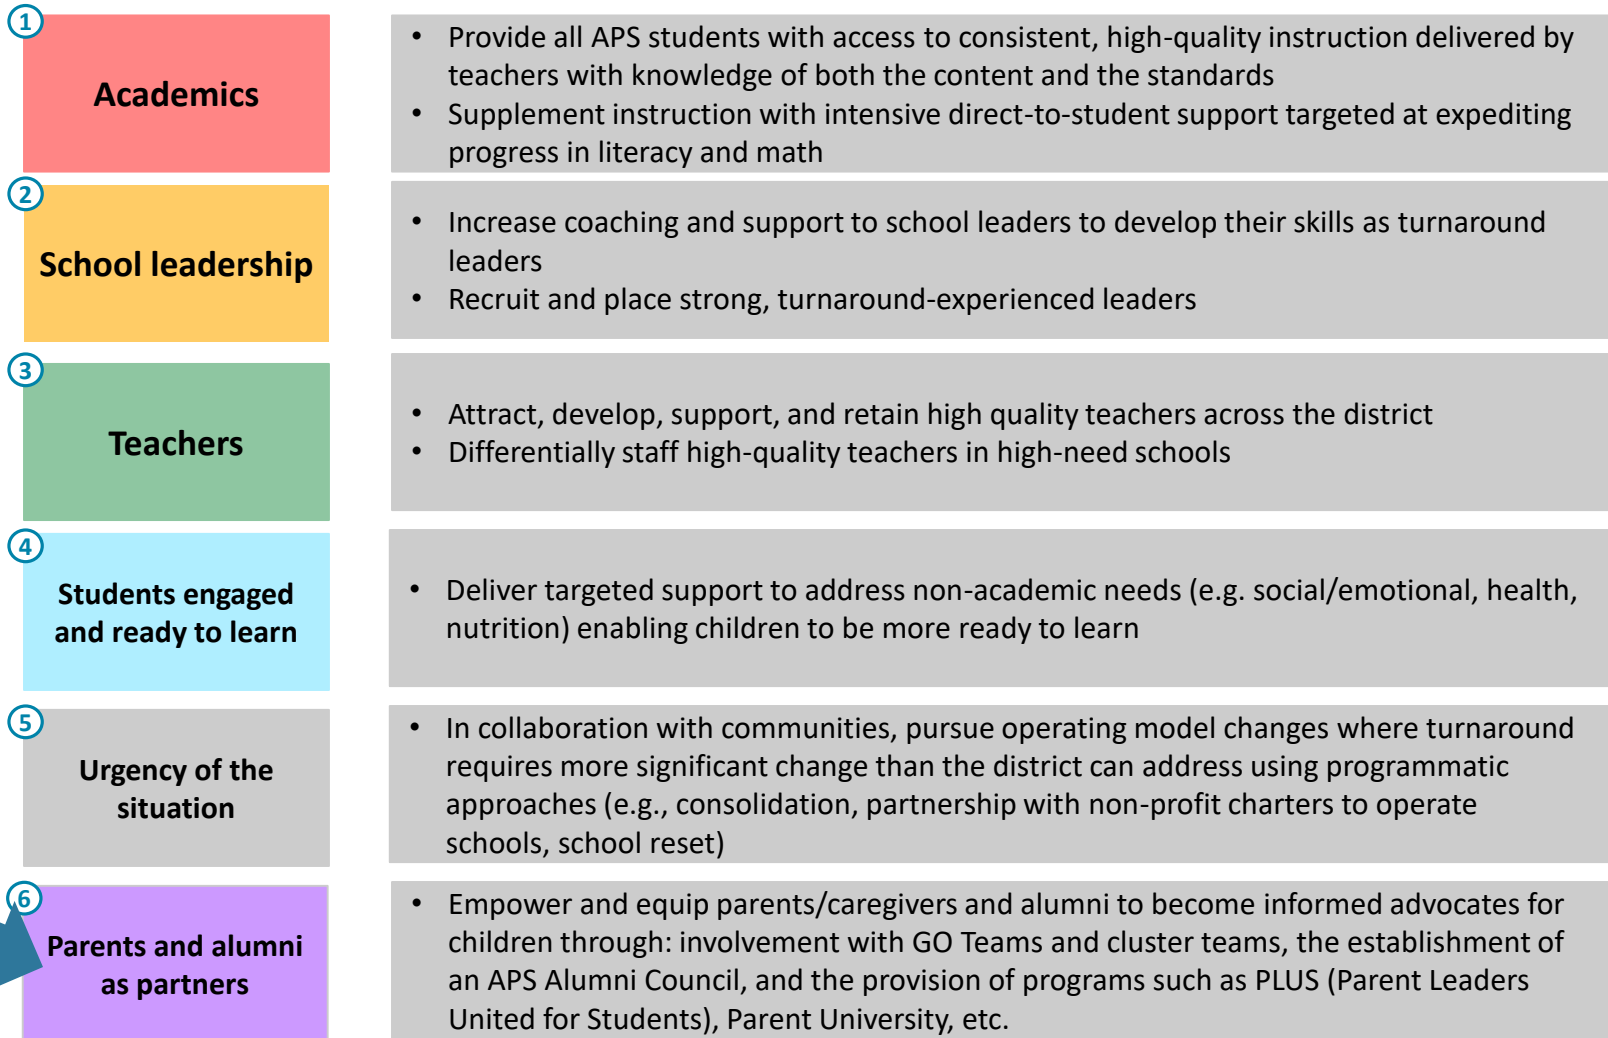 1
Academics
• Provide all APS students with access to consistent, high-quality instruction delivered by
teachers with knowledge of both the content and the standards
• Supplement instruction with intensive direct-to-student support targeted at expediting
progress in literacy and math
2
School leadership
• Increase coaching and support to school leaders to develop their skills as turnaround
leaders
• Recruit and place strong, turnaround-experienced leaders
3
Teachers
• Attract, develop, support, and retain high quality teachers across the district
• Differentially staff high-quality teachers in high-need schools
4
Students engaged
and ready to learn
• Deliver targeted support to address non-academic needs (e.g. social/emotional, health,
nutrition) enabling children to be more ready to learn
5
Urgency of the
situation
• In collaboration with communities, pursue operating model changes where turnaround
requires more significant change than the district can address using programmatic
approaches (e.g., consolidation, partnership with non-profit charters to operate
schools, school reset)
6
Parents and alumni
as partners
• Empower and equip parents/caregivers and alumni to become informed advocates for
children through: involvement with GO Teams and cluster teams, the establishment of
an APS Alumni Council, and the provision of programs such as PLUS (Parent Leaders
United for Students), Parent University, etc.